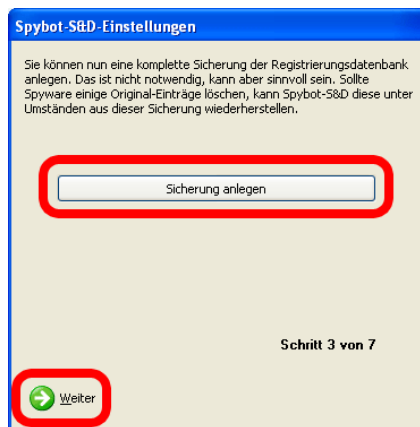 Spybot-S&D-Einstellungen
Sie können nun eine komplette Sicherung der Registrierungsdatenbank
anlegen. Das ist nicht notwendig, kann aber sinnvoll sein. Sollte
Spyware einige Original-Einträge löschen, kann Spybot-S&D diese unter
Umständen aus dieser Sicherung wiederherstellen.
Sicherung anlegen
Schritt 3 von 7
Weiter